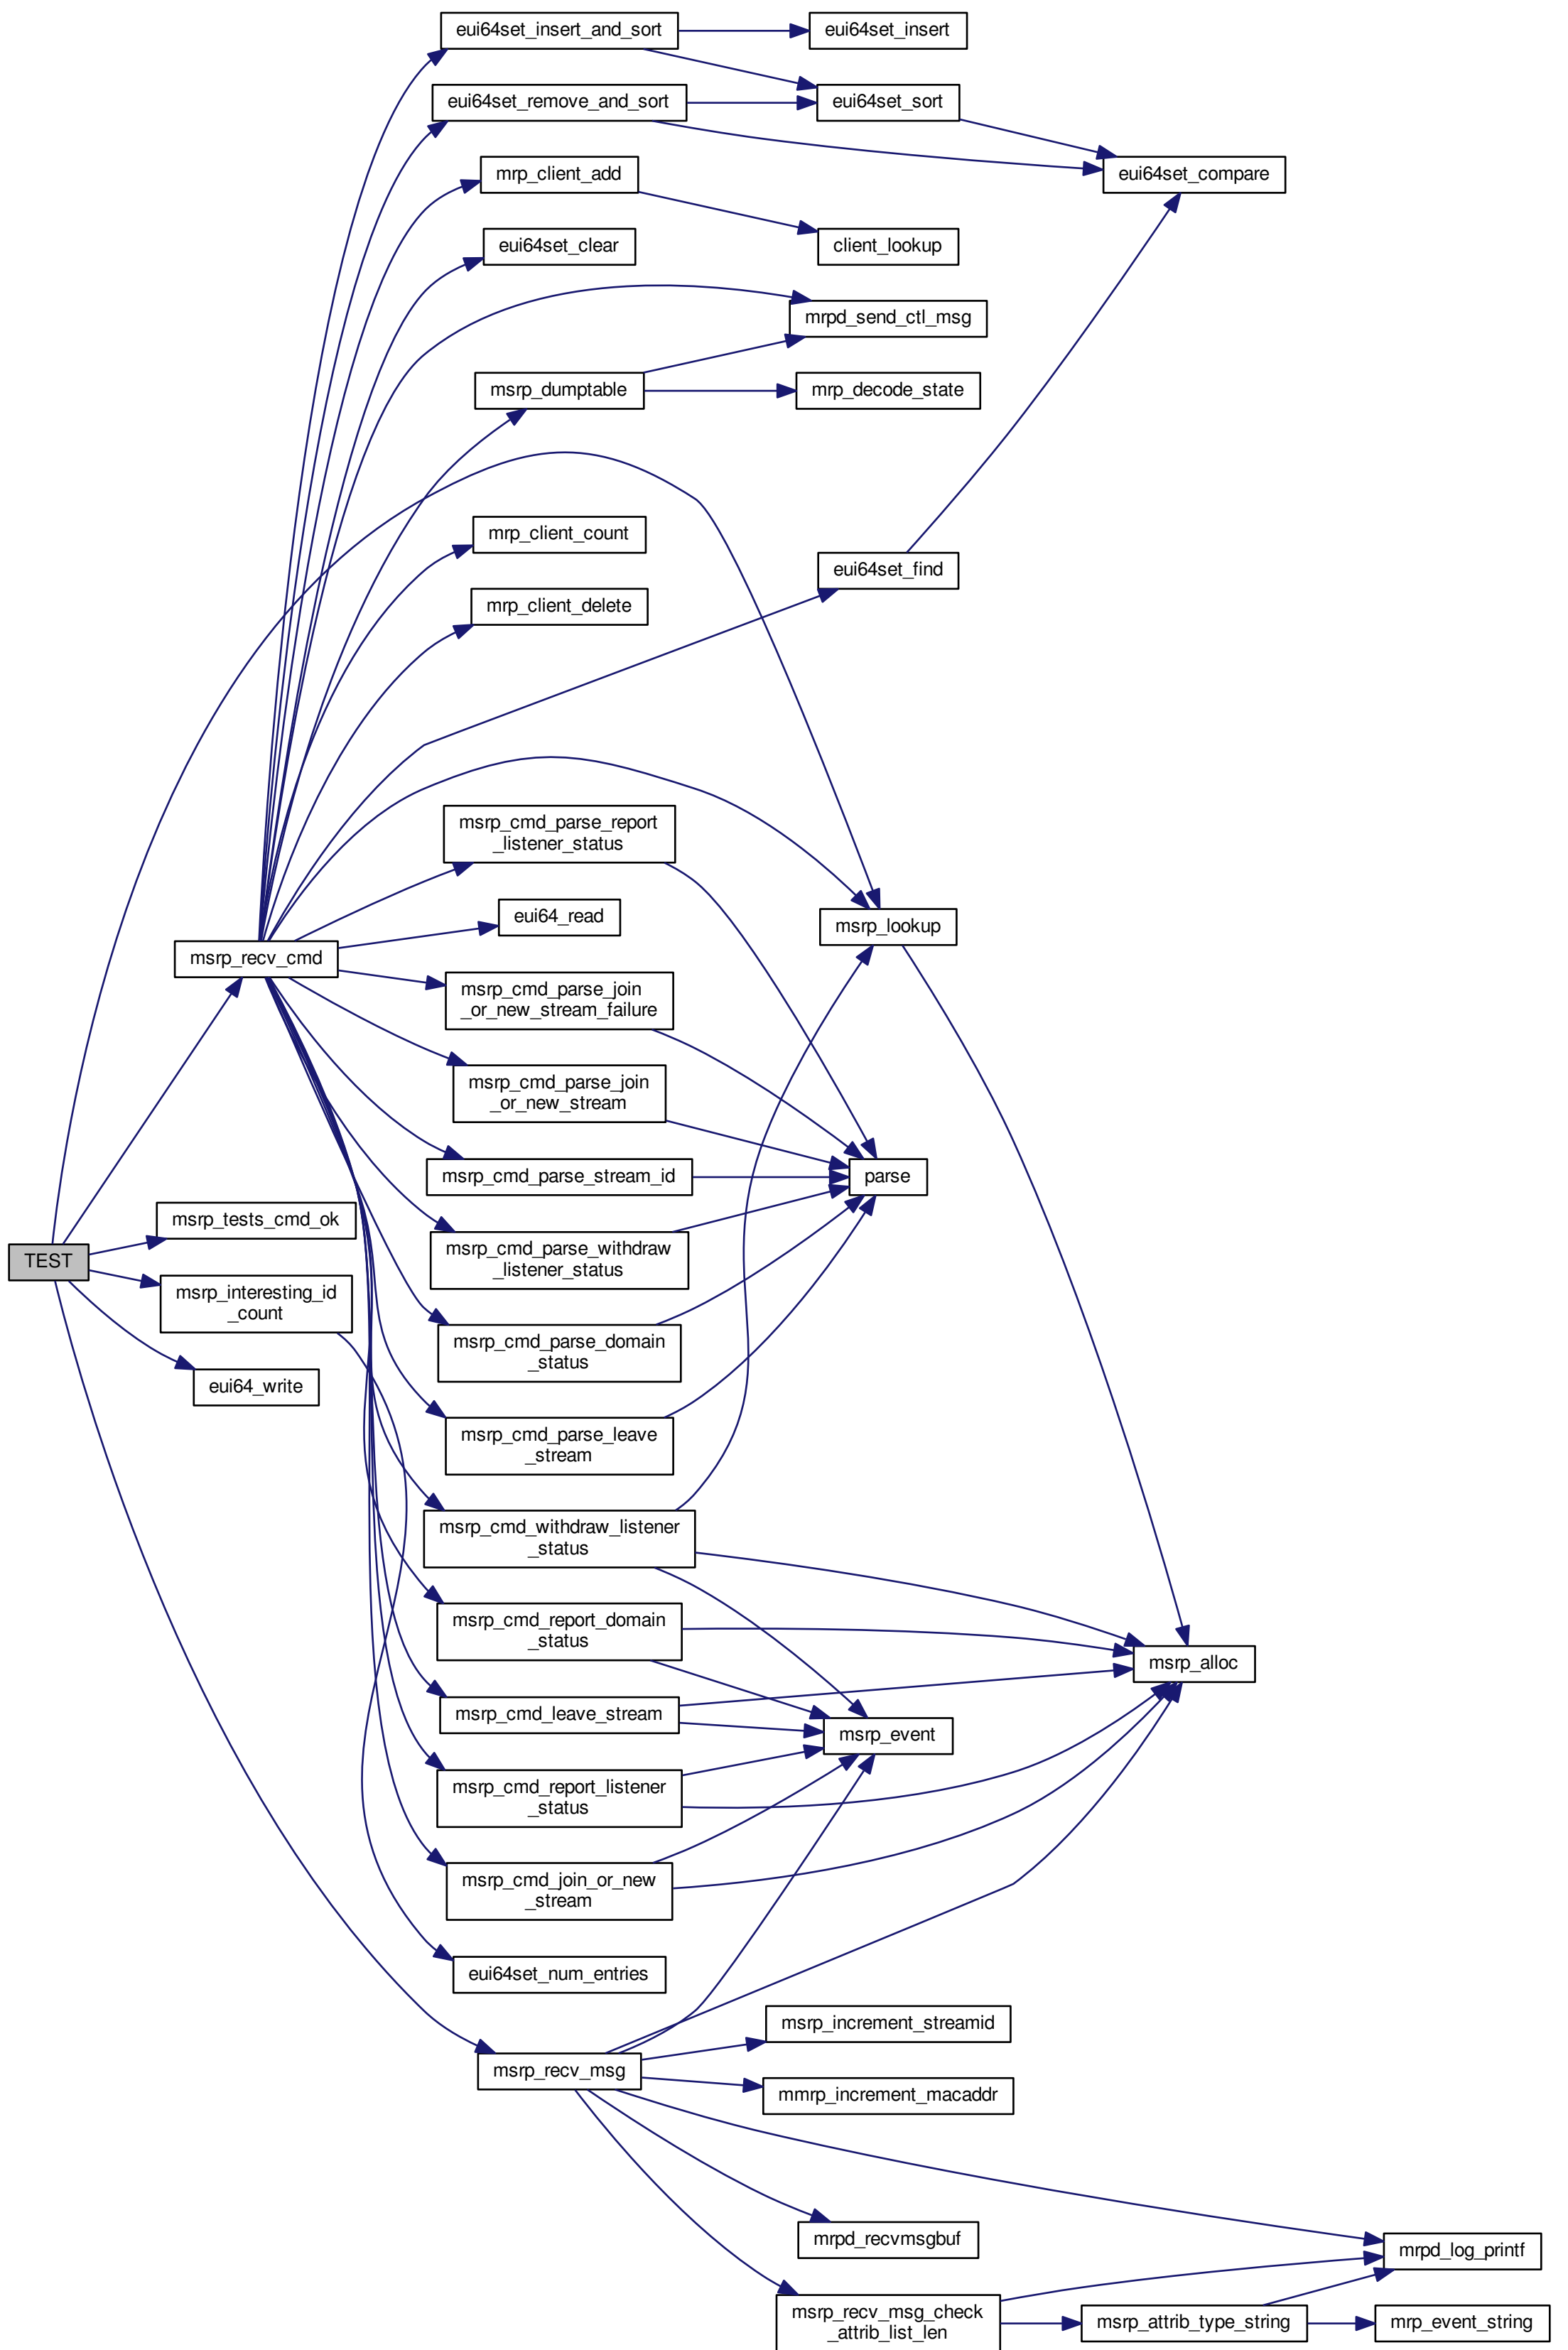 eui64set_insert_and_sort
eui64set_insert
eui64set_remove_and_sort
eui64set_sort
mrp_client_add
eui64set_compare
eui64set_clear
client_lookup
mrpd_send_ctl_msg
msrp_dumptable
mrp_decode_state
mrp_client_count
eui64set_find
mrp_client_delete
msrp_cmd_parse_report
_listener_status
eui64_read
msrp_lookup
msrp_recv_cmd
msrp_cmd_parse_join
_or_new_stream_failure
msrp_cmd_parse_join
_or_new_stream
msrp_cmd_parse_stream_id
parse
msrp_tests_cmd_ok
msrp_cmd_parse_withdraw
_listener_status
TEST
msrp_interesting_id
_count
msrp_cmd_parse_domain
_status
eui64_write
msrp_cmd_parse_leave
_stream
msrp_cmd_withdraw_listener
_status
msrp_cmd_report_domain
_status
msrp_alloc
msrp_cmd_leave_stream
msrp_event
msrp_cmd_report_listener
_status
msrp_cmd_join_or_new
_stream
eui64set_num_entries
msrp_increment_streamid
msrp_recv_msg
mmrp_increment_macaddr
mrpd_recvmsgbuf
mrpd_log_printf
msrp_recv_msg_check
_attrib_list_len
msrp_attrib_type_string
mrp_event_string